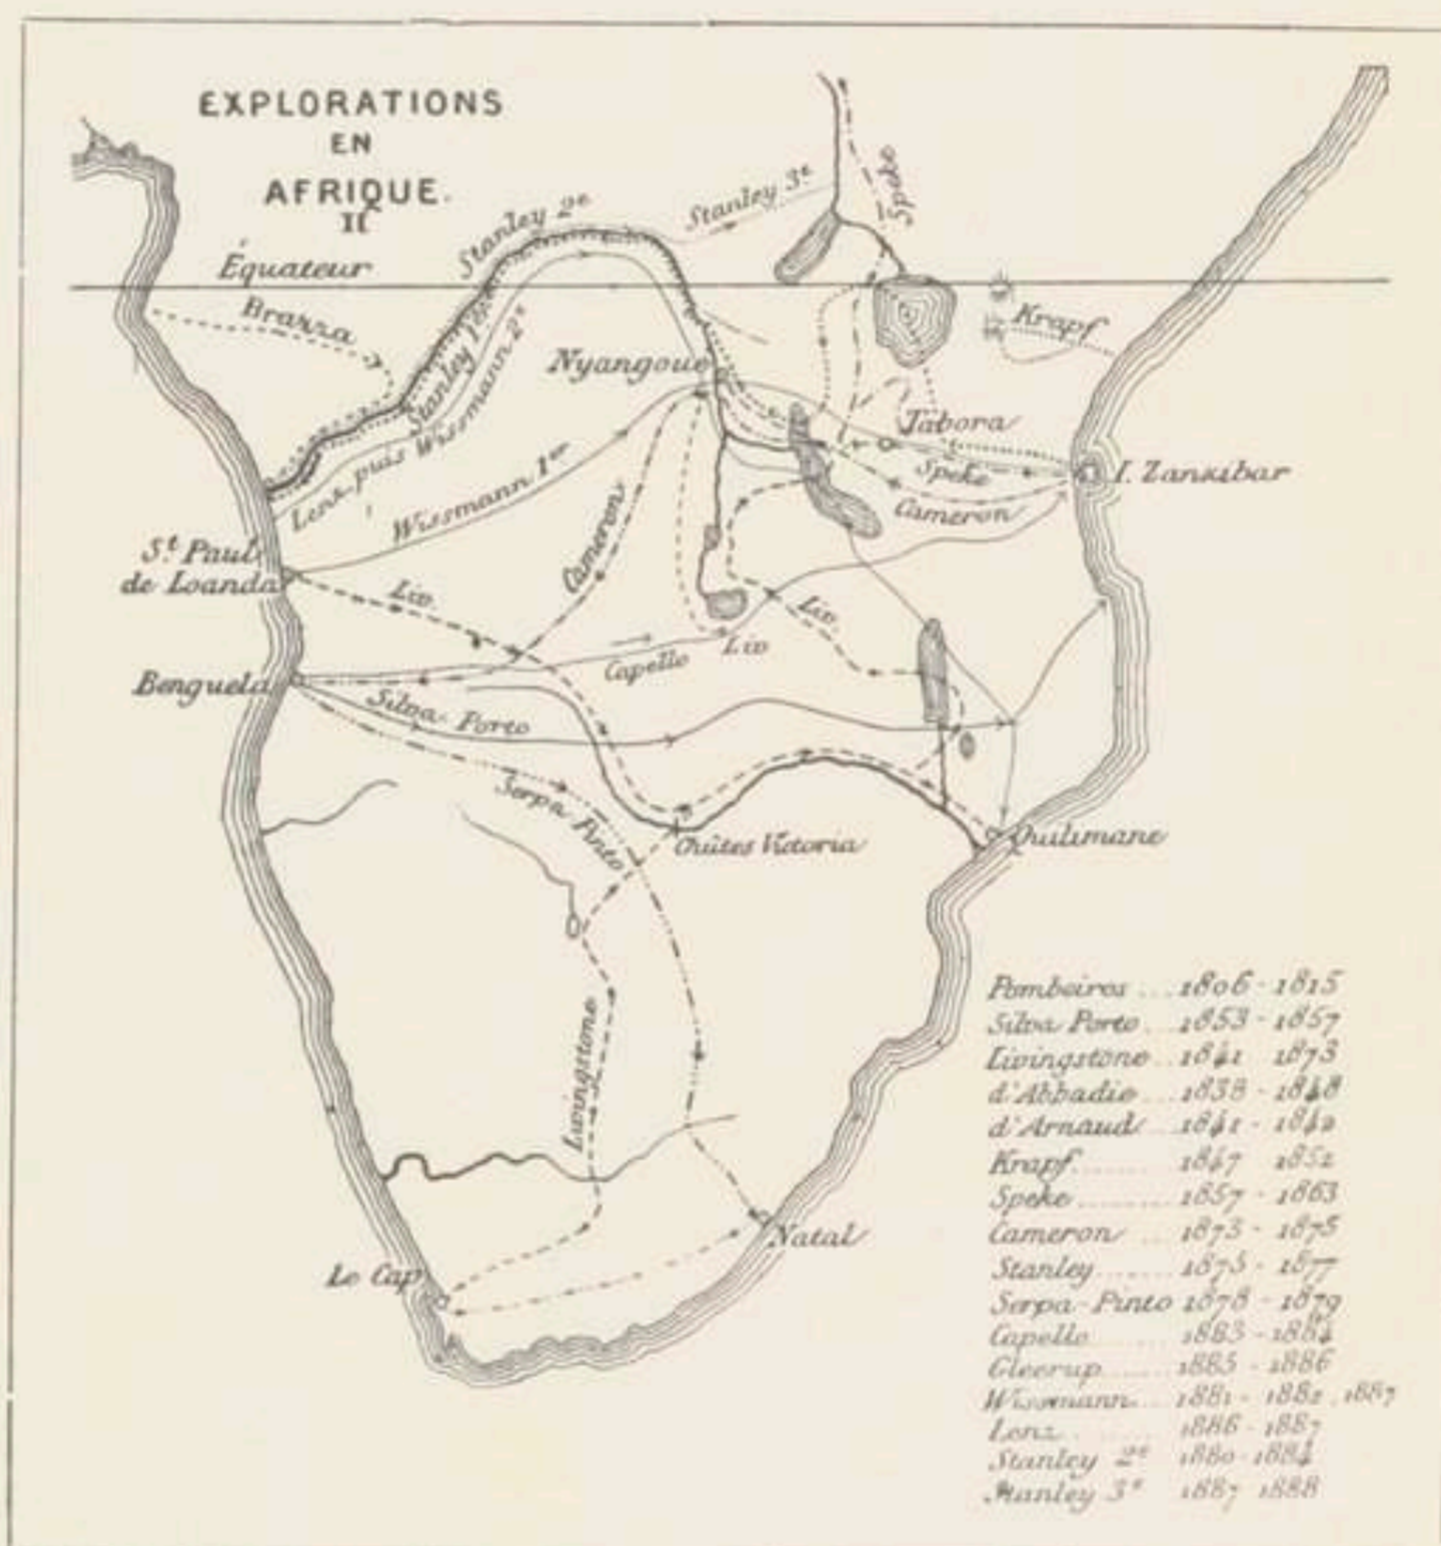 EXPLORATIONS
EN
AFRIQUE.
II
Équateur
Brazza
Stanley 2e
Stanley 3e
Speke
Krapf
Stanley 1er
Lenz puis Wissmann 2e
Nyangoue
Wissmann 1er
Cameron
Tabora
Speke
Cameron
I. Zanzibar
St. Paul
de Loanda
Liv.
Liv.
Liv
Capello
Benguela
Silva-Porto
Serpa Pinto
Chûtes Victoria
Quilimane
Livingstone
Natal
Le Cap
Pombeiros ... 1806 - 1815
Silva Porto ... 1853 - 1857
Livingstone .. 1841 1873
d'Abbadie ... 1838 - 1848
d'Arnaud ... 1841 - 1842
Krapf ........ 1847 1852
Speke ........ 1857 - 1863
Cameron ... 1873 - 1875
Stanley ....... 1875 - 1877
Serpa-Pinto 1878 - 1879
Capello ....... 1883 - 1884
Gleerup ....... 1885 - 1886
Wissmann ... 1881 - 1882 . 1887
Lenz ......... 1886 - 1887
Stanley 2e 1880 - 1884
Stanley 3e 1887 1888